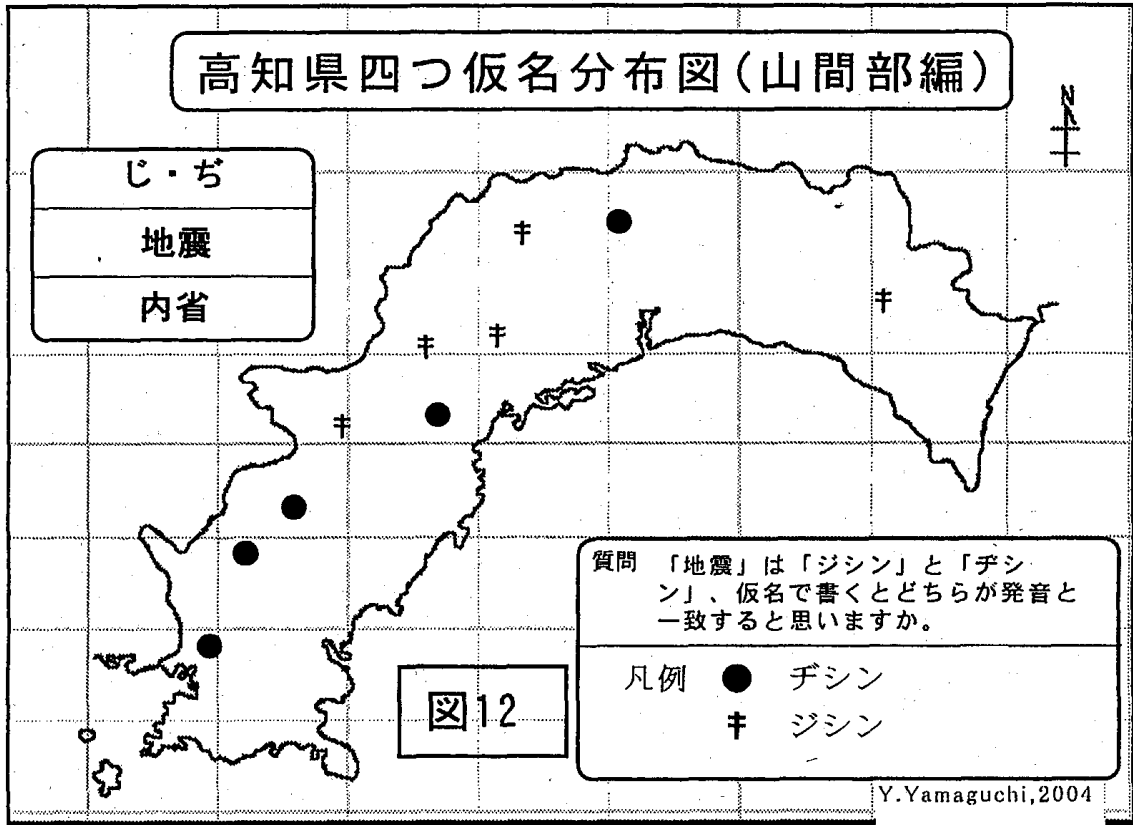 高知県四つ仮名分布図(山間部編)
N
じ・ぢ
地震
内省
質問 「地震」は「ジシン」と「ヂシ
ン」、仮名で書くとどちらが発音と
一致すると思いますか。
凡例 ● ヂシン
‡ ジシン
図12
Y.Yamaguchi,2004